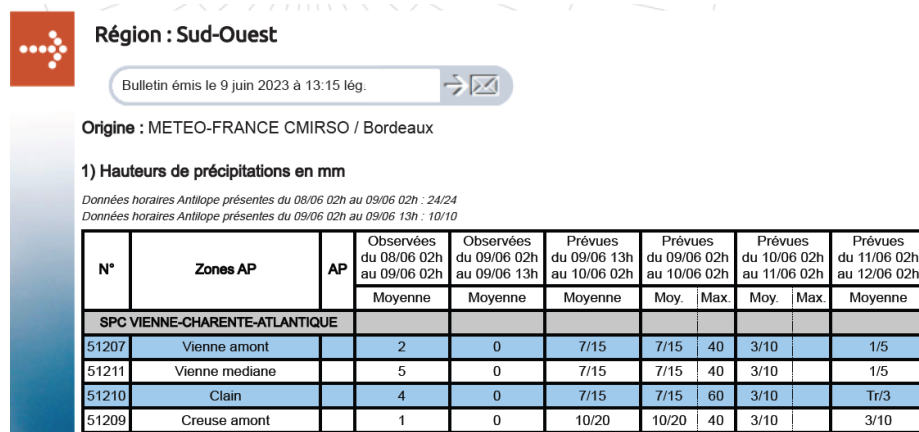 Région : Sud-Ouest
Bulletin émis le 9 juin 2023 à 13:15 lég.
Origine : METEO-FRANCE CMIRSO / Bordeaux
1) Hauteurs de précipitations en mm
Données horaires Antilope présentes du 08/06 02h au 09/06 02h : 24/24
Données horaires Antilope présentes du 09/06 02h au 09/06 13h : 10/10
N° Zones AP AP Observées du 08/06 02h au 09/06 02h Observées du 09/06 02h au 09/06 13h Prévues du 09/06 13h au 10/06 02h Prévues du 09/06 02h au 10/06 02h Prévues du 10/06 02h au 11/06 02h Prévues du 11/06 02h au 12/06 02h
Moyenne Moyenne Moyenne Moy. Max. Moy. Max. Moyenne
SPC VIENNE-CHARENTE-ATLANTIQUE
51207 Vienne amont 2 0 7/15 7/15 40 3/10 1/5
51211 Vienne mediane 5 0 7/15 7/15 40 3/10 1/5
51210 Clain 4 0 7/15 7/15 60 3/10 Tr/3
51209 Creuse amont 1 0 10/20 10/20 40 3/10 3/10